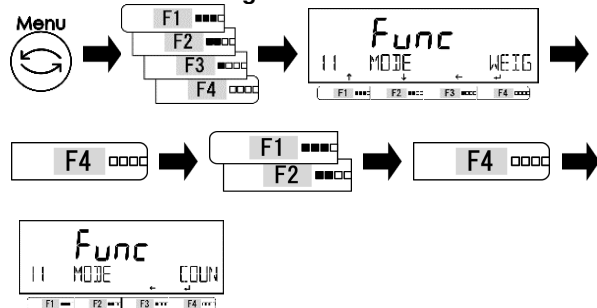 Menu
F1
F2
F3
F4
Func
11 MODE WEIG
F1 F2 F3 F4
F4
F1
F2
F4
Func
11 MODE COUN
F1 F2 F3 F4